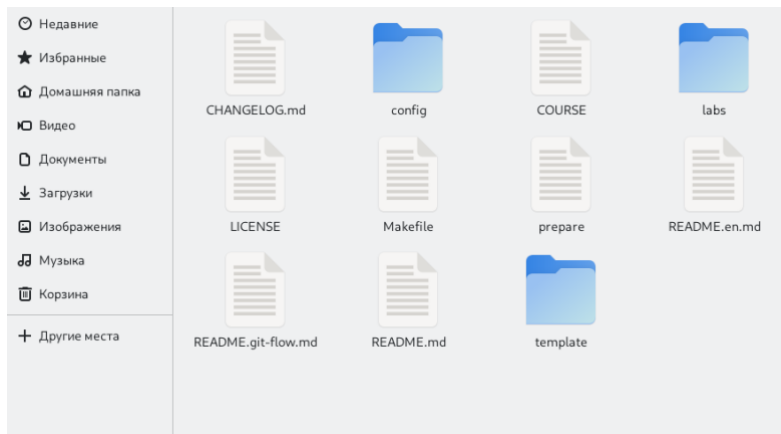 Недавние
Избранные
Домашняя папка
Видео
Документы
Загрузки
Изображения
Музыка
Корзина
Другие места
CHANGELOG.md
config
COURSE
labs
LICENSE
Makefile
prepare
README.en.md
README.git-flow.md
README.md
template